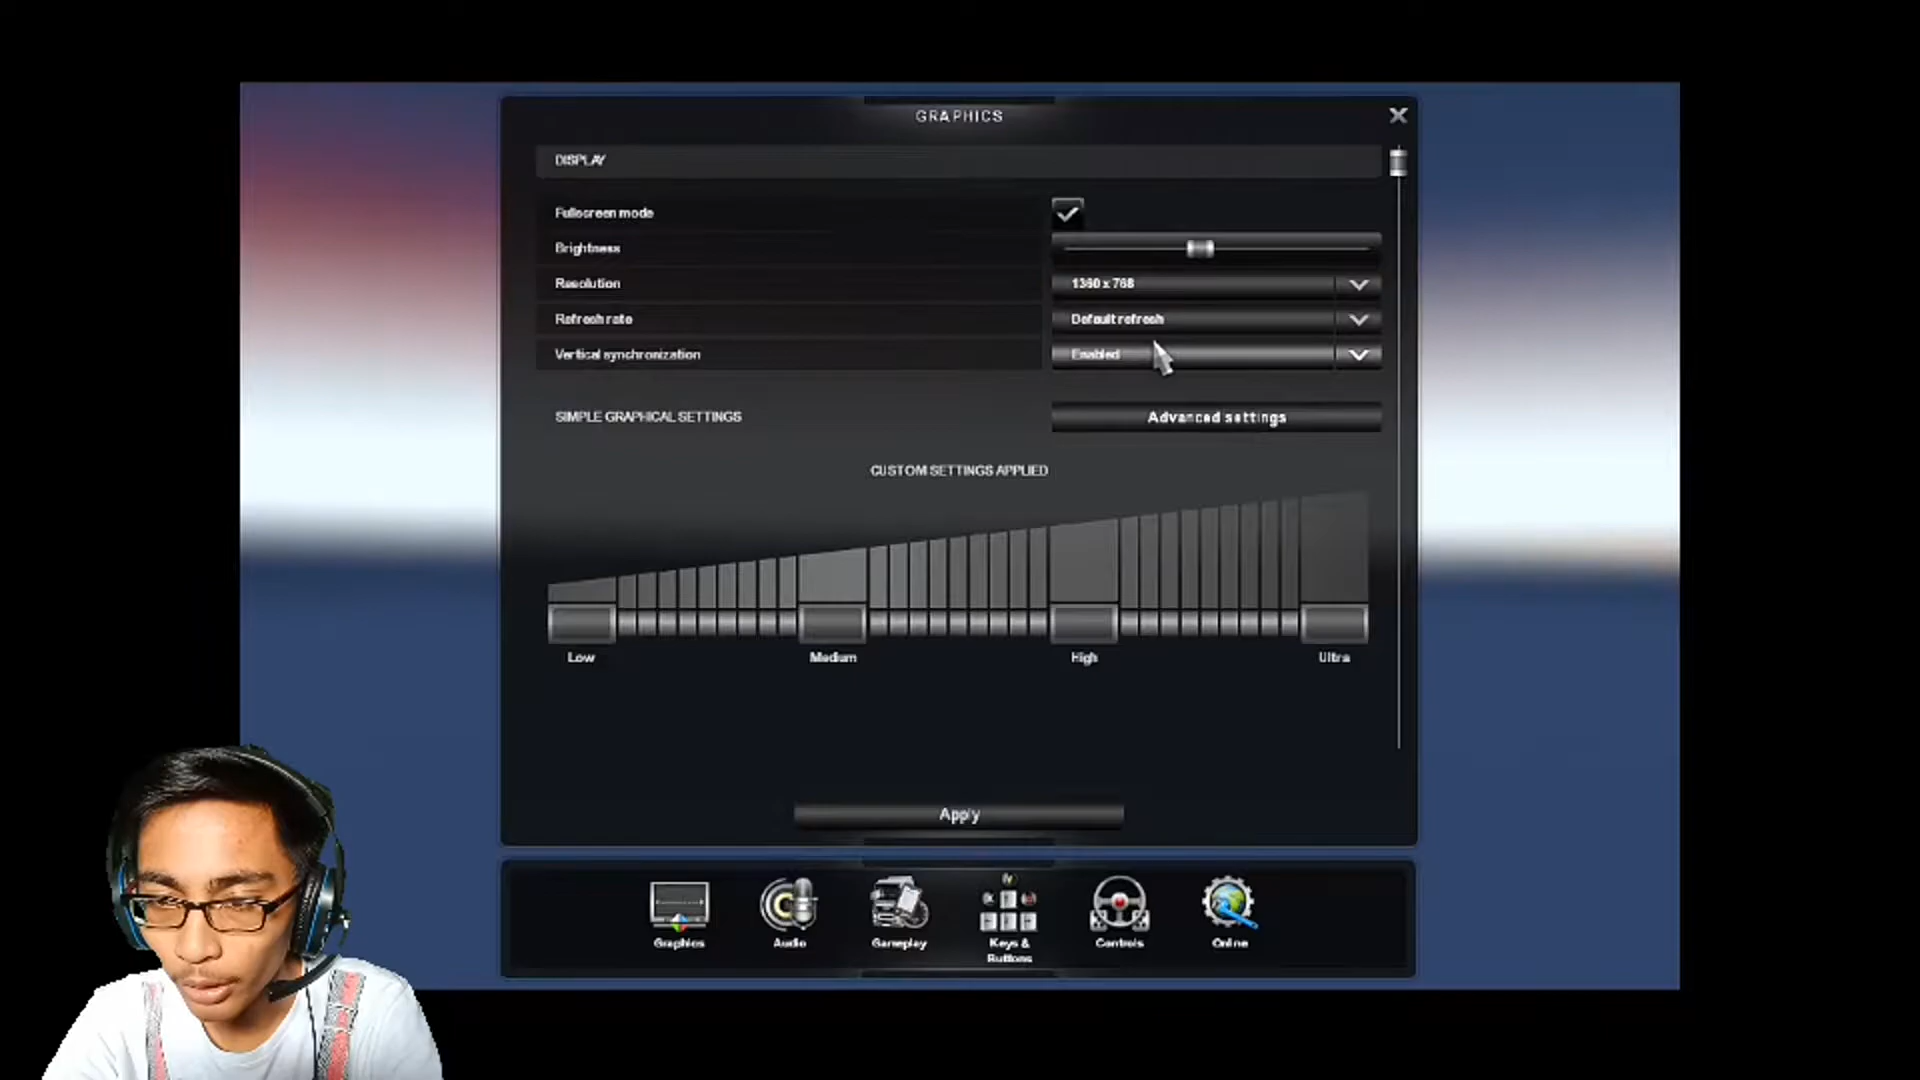 GRAPHICS
DISPLAY
Fullscreen mode
Brightness
Resolution 1360 x 768
Refresh rate Default refresh
Vertical synchronization Enabled
SIMPLE GRAPHICAL SETTINGS Advanced settings
CUSTOM SETTINGS APPLIED
Low Medium High Ultra
Apply
Graphics Audio Gameplay Keys & Controls Online
Buttons